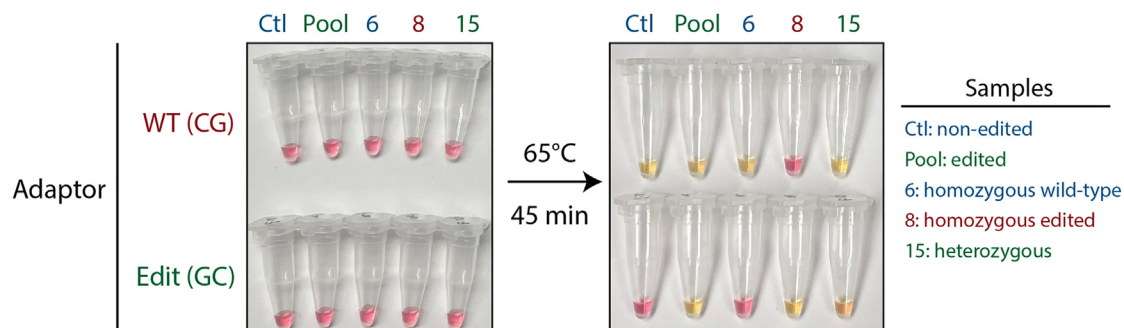 Ctl Pool 6 8 15
Ctl Pool 6 8 15
Adaptor
WT (CG)
Edit (GC)
65°C
45 min
Samples
Ctl: non-edited
Pool: edited
6: homozygous wild-type
8: homozygous edited
15: heterozygous